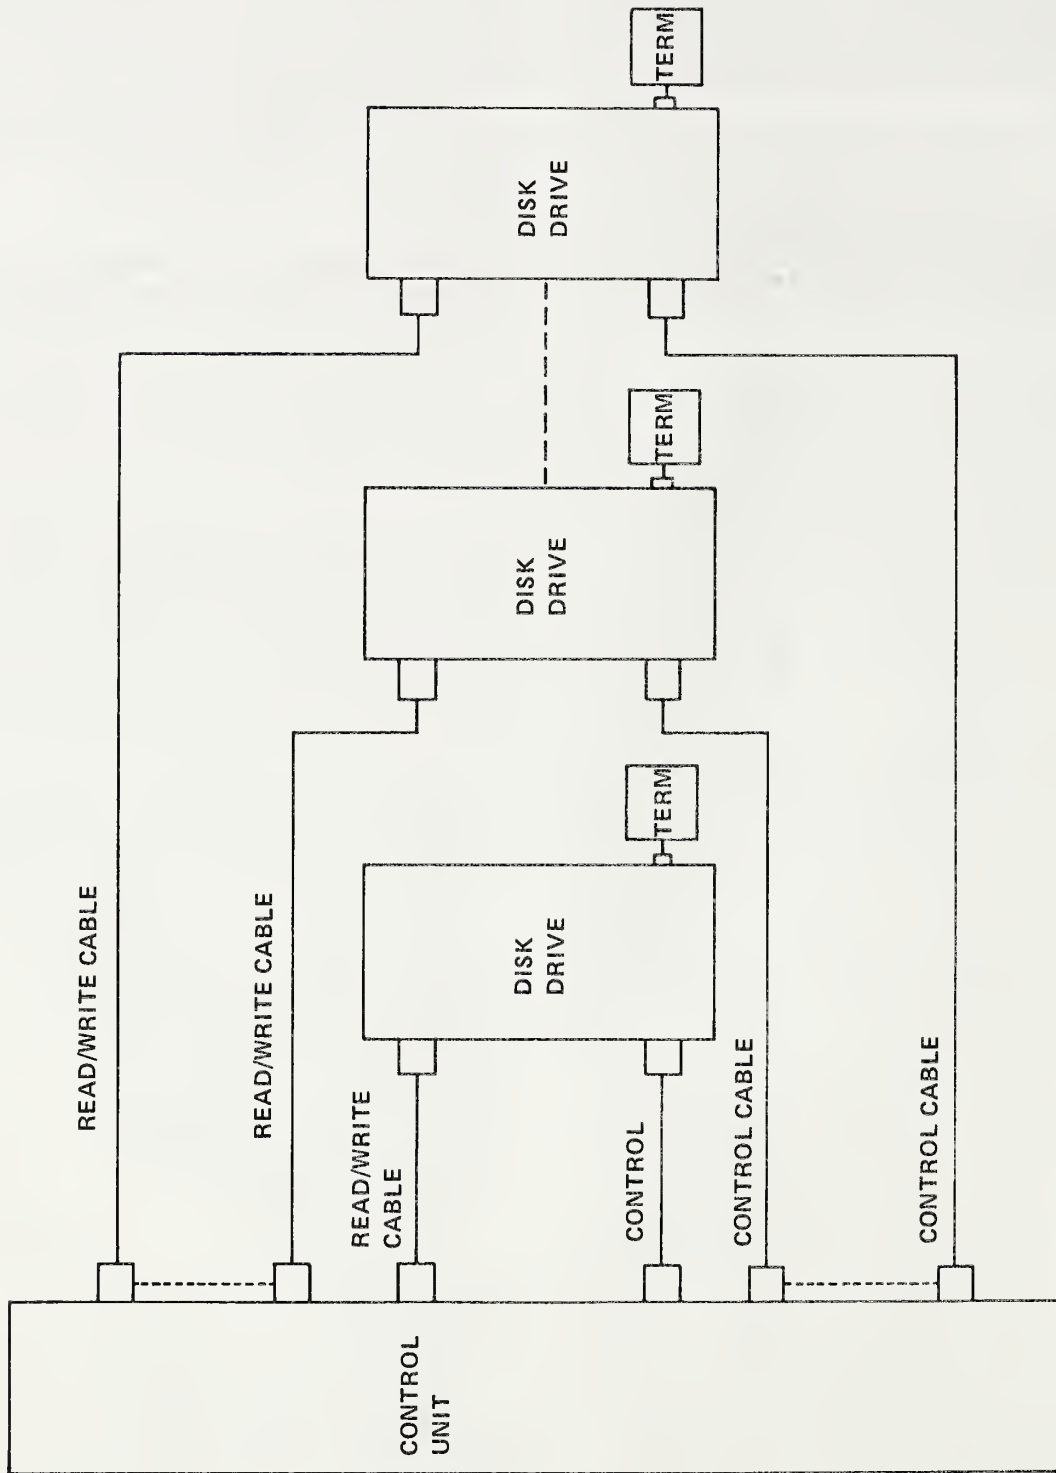 READ/WRITE CABLE
READ/WRITE CABLE
READ/WRITE
CABLE
CONTROL
UNIT
DISK
DRIVE
TERM
DISK
DRIVE
TERM
DISK
DRIVE
TERM
CONTROL
CONTROL CABLE
CONTROL CABLE